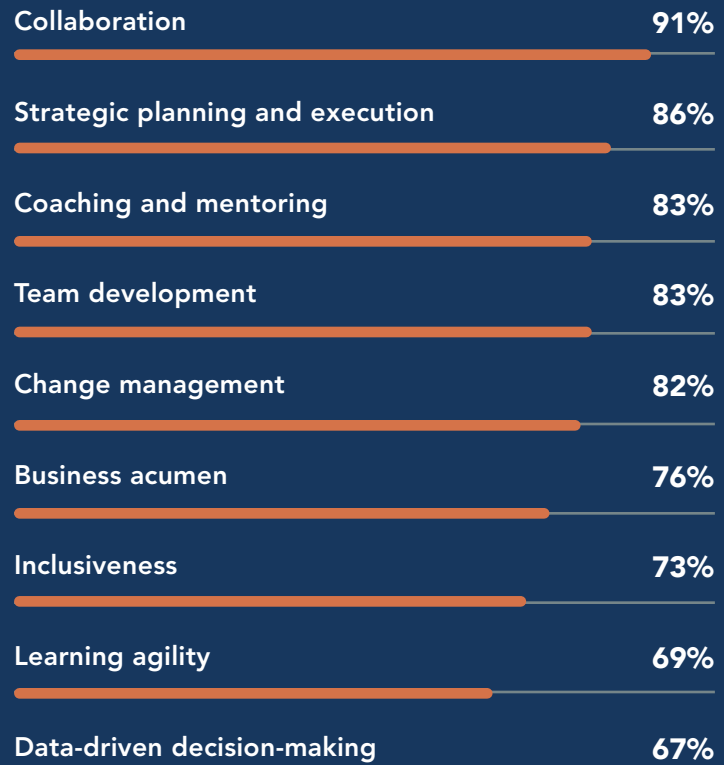 Collaboration 91%
Strategic planning and execution 86%
Coaching and mentoring 83%
Team development 83%
Change management 82%
Business acumen 76%
Inclusiveness 73%
Learning agility 69%
Data-driven decision-making 67%